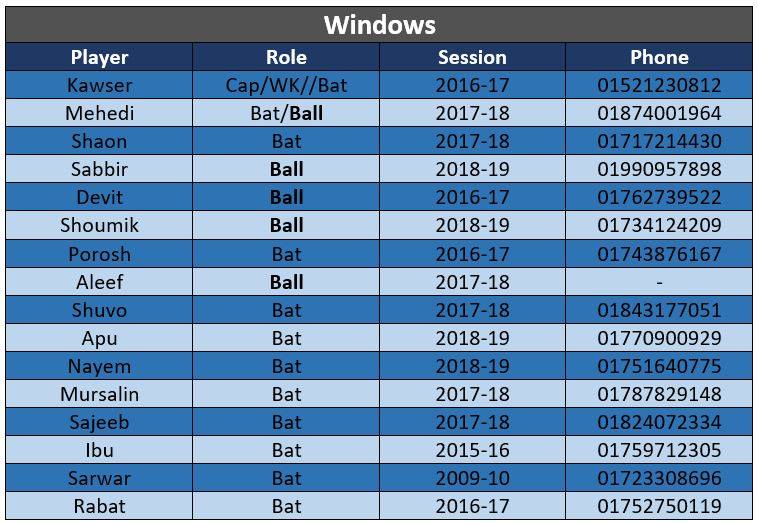 Windows
Player Role Session Phone
Kawser Cap/WK//Bat 2016-17 01521230812
Mehedi Bat/Ball 2017-18 01874001964
Shaon Bat 2017-18 01717214430
Sabbir Ball 2018-19 01990957898
Devit Ball 2016-17 01762739522
Shoumik Ball 2018-19 01734124209
Porosh Bat 2016-17 01743876167
Aleef Ball 2017-18 -
Shuvo Bat 2017-18 01843177051
Apu Bat 2018-19 01770900929
Nayem Bat 2018-19 01751640775
Mursalin Bat 2017-18 01787829148
Sajeeb Bat 2017-18 01824072334
Ibu Bat 2015-16 01759712305
Sarwar Bat 2009-10 01723308696
Rabat Bat 2016-17 01752750119